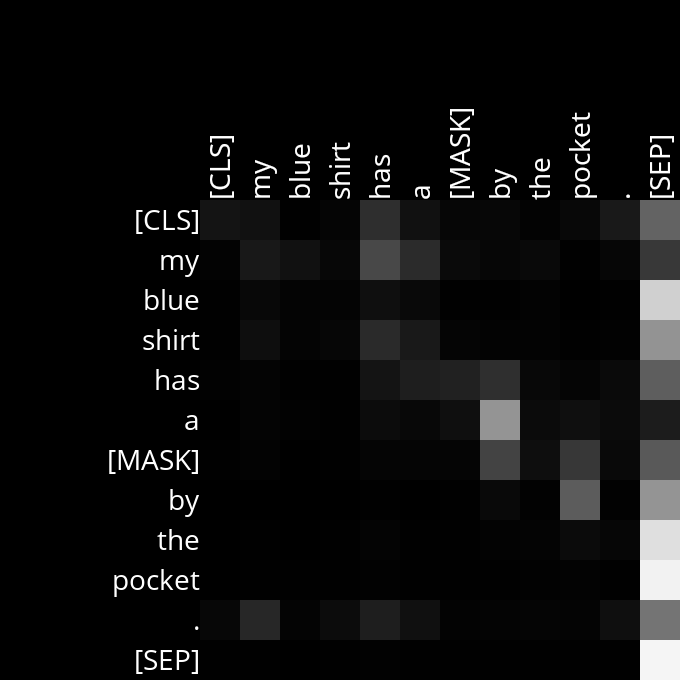 [CLS] my blue shirt has a [MASK] by the pocket . [SEP]
[CLS]
my
blue
shirt
has
a
[MASK]
by
the
pocket
.
[SEP]